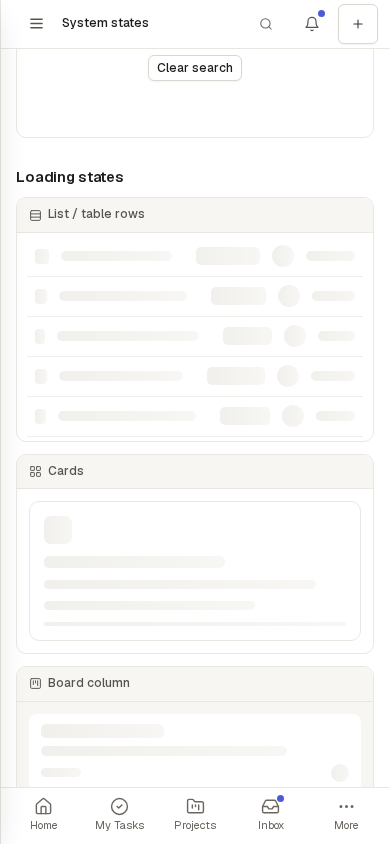 System states
Clear search
Loading states
List / table rows
Cards
Board column
Home
My Tasks
Projects
Inbox
More